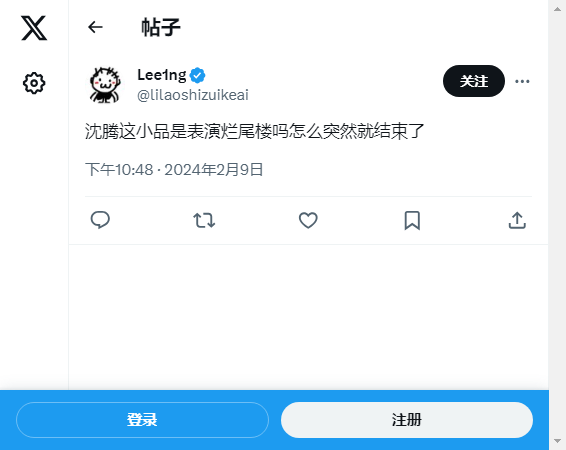 帖子
Lee1ng
关注
@lilaoshizuikeai
沈腾这小品是表演烂尾楼吗怎么突然就结束了
下午10:48 · 2024年2月9日
登录
注册